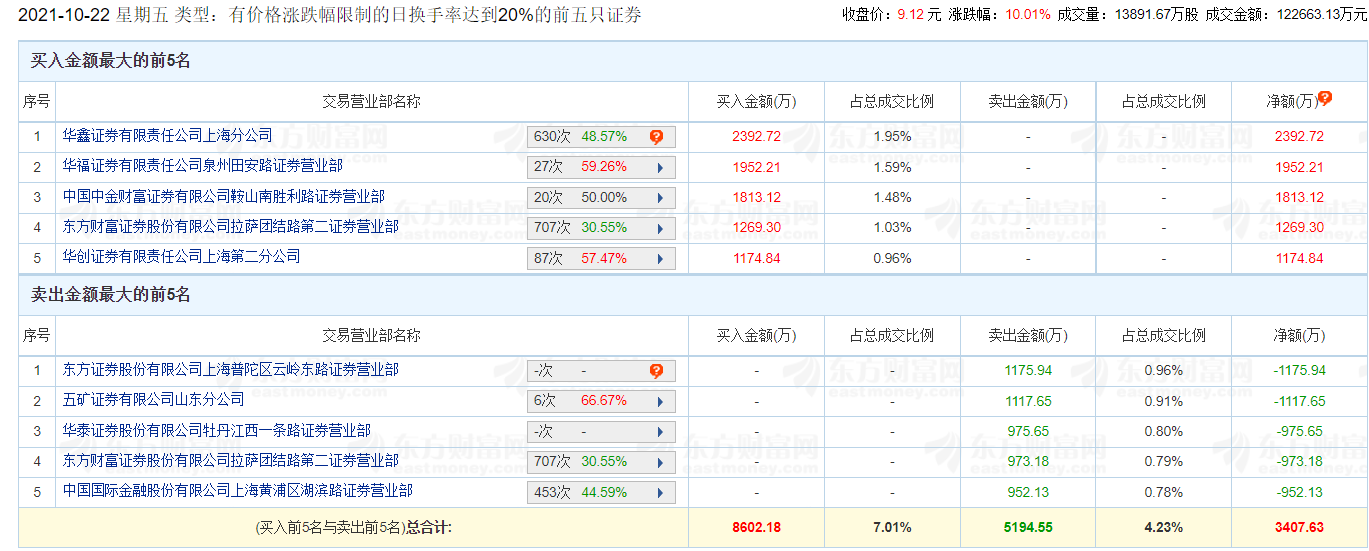 2021-10-22 星期五 类型：有价格涨跌幅限制的日换手率达到20%的前五只证券 收盘价：9.12 元 涨跌幅：10.01% 成交量：13891.67万股 成交金额：122663.13万元
买入金额最大的前5名
序号 交易营业部名称 买入金额(万) 占总成交比例 卖出金额(万) 占总成交比例 净额(万)
1 华鑫证券有限责任公司上海分公司 630次 48.57% 2392.72 1.95% - - 2392.72
2 华福证券有限责任公司泉州田安路证券营业部 27次 59.26% 1952.21 1.59% - - 1952.21
3 中国中金财富证券有限公司鞍山南胜利路证券营业部 20次 50.00% 1813.12 1.48% - - 1813.12
4 东方财富证券股份有限公司拉萨团结路第二证券营业部 707次 30.55% 1269.30 1.03% - - 1269.30
5 华创证券有限责任公司上海第二分公司 87次 57.47% 1174.84 0.96% - - 1174.84
卖出金额最大的前5名
序号 交易营业部名称 买入金额(万) 占总成交比例 卖出金额(万) 占总成交比例 净额(万)
1 东方证券股份有限公司上海普陀区云岭东路证券营业部 -次 - - - 1175.94 0.96% -1175.94
2 五矿证券有限公司山东分公司 6次 66.67% - - 1117.65 0.91% -1117.65
3 华泰证券股份有限公司牡丹江西一条路证券营业部 -次 - - - 975.65 0.80% -975.65
4 东方财富证券股份有限公司拉萨团结路第二证券营业部 707次 30.55% - - 973.18 0.79% -973.18
5 中国国际金融股份有限公司上海黄浦区湖滨路证券营业部 453次 44.59% - - 952.13 0.78% -952.13
(买入前5名与卖出前5名)总合计: 8602.18 7.01% 5194.55 4.23% 3407.63
东方财富网
eastmoney.com